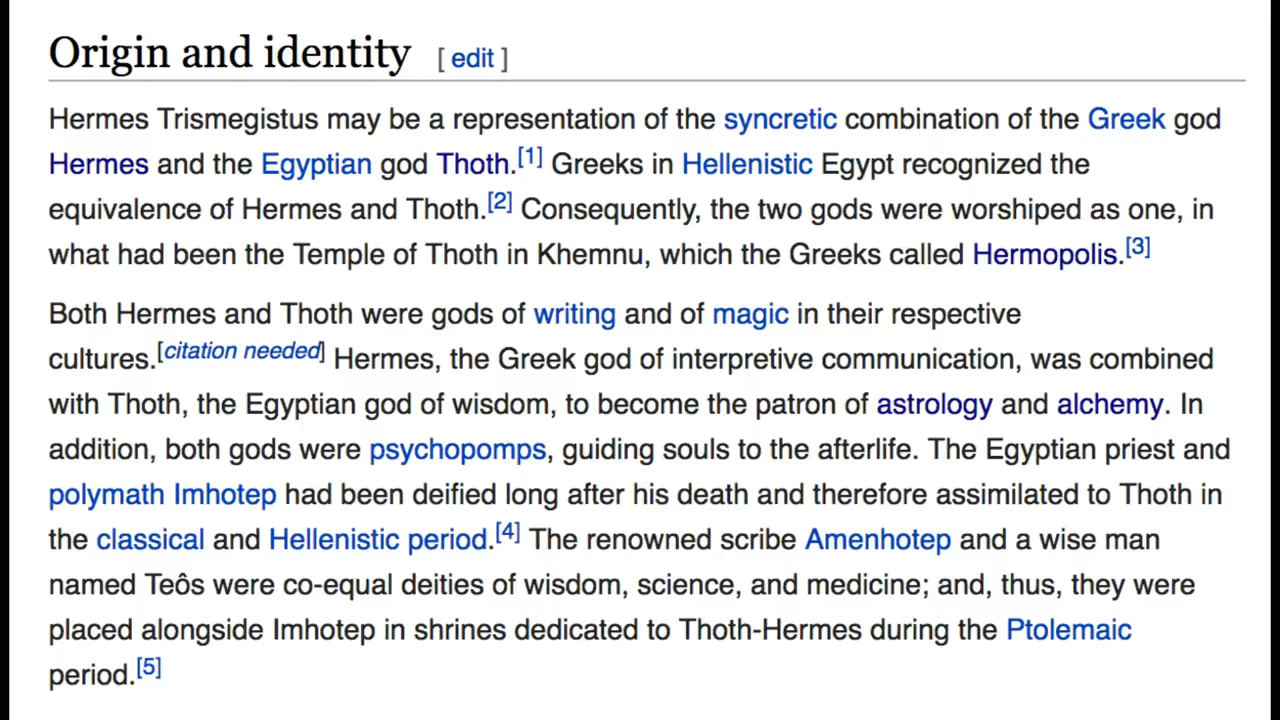 Origin and identity [ edit ]
Hermes Trismegistus may be a representation of the syncretic combination of the Greek god
Hermes and the Egyptian god Thoth.[1] Greeks in Hellenistic Egypt recognized the
equivalence of Hermes and Thoth.[2] Consequently, the two gods were worshiped as one, in
what had been the Temple of Thoth in Khemnu, which the Greeks called Hermopolis.[3]
Both Hermes and Thoth were gods of writing and of magic in their respective
cultures.[citation needed] Hermes, the Greek god of interpretive communication, was combined
with Thoth, the Egyptian god of wisdom, to become the patron of astrology and alchemy. In
addition, both gods were psychopomps, guiding souls to the afterlife. The Egyptian priest and
polymath Imhotep had been deified long after his death and therefore assimilated to Thoth in
the classical and Hellenistic period.[4] The renowned scribe Amenhotep and a wise man
named Teôs were co-equal deities of wisdom, science, and medicine; and, thus, they were
placed alongside Imhotep in shrines dedicated to Thoth-Hermes during the Ptolemaic
period.[5]